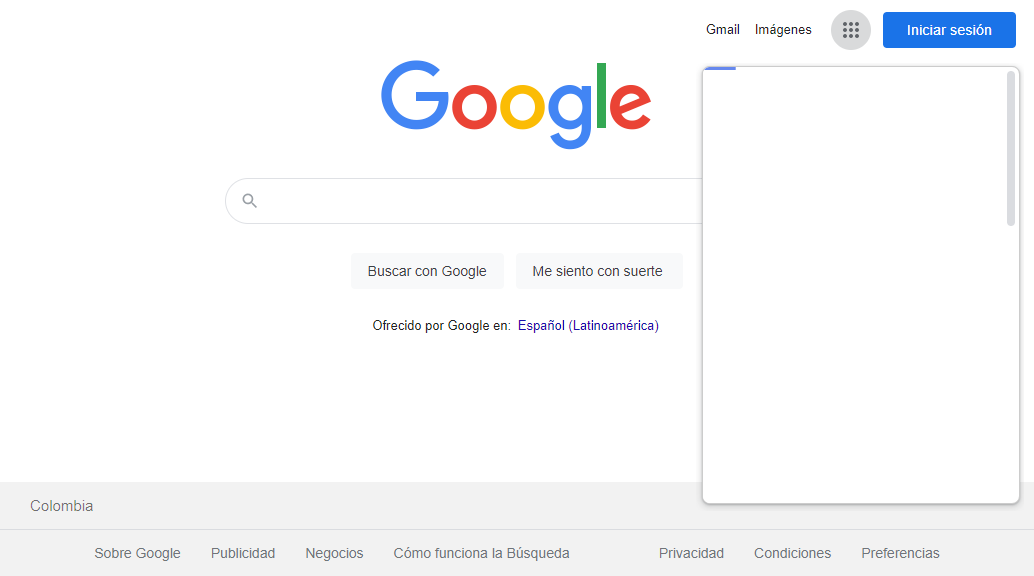 Gmail Imágenes Iniciar sesión
Google
Buscar con Google Me siento con suerte
Ofrecido por Google en: Español (Latinoamérica)
Colombia
Sobre Google Publicidad Negocios Cómo funciona la Búsqueda Privacidad Condiciones Preferencias